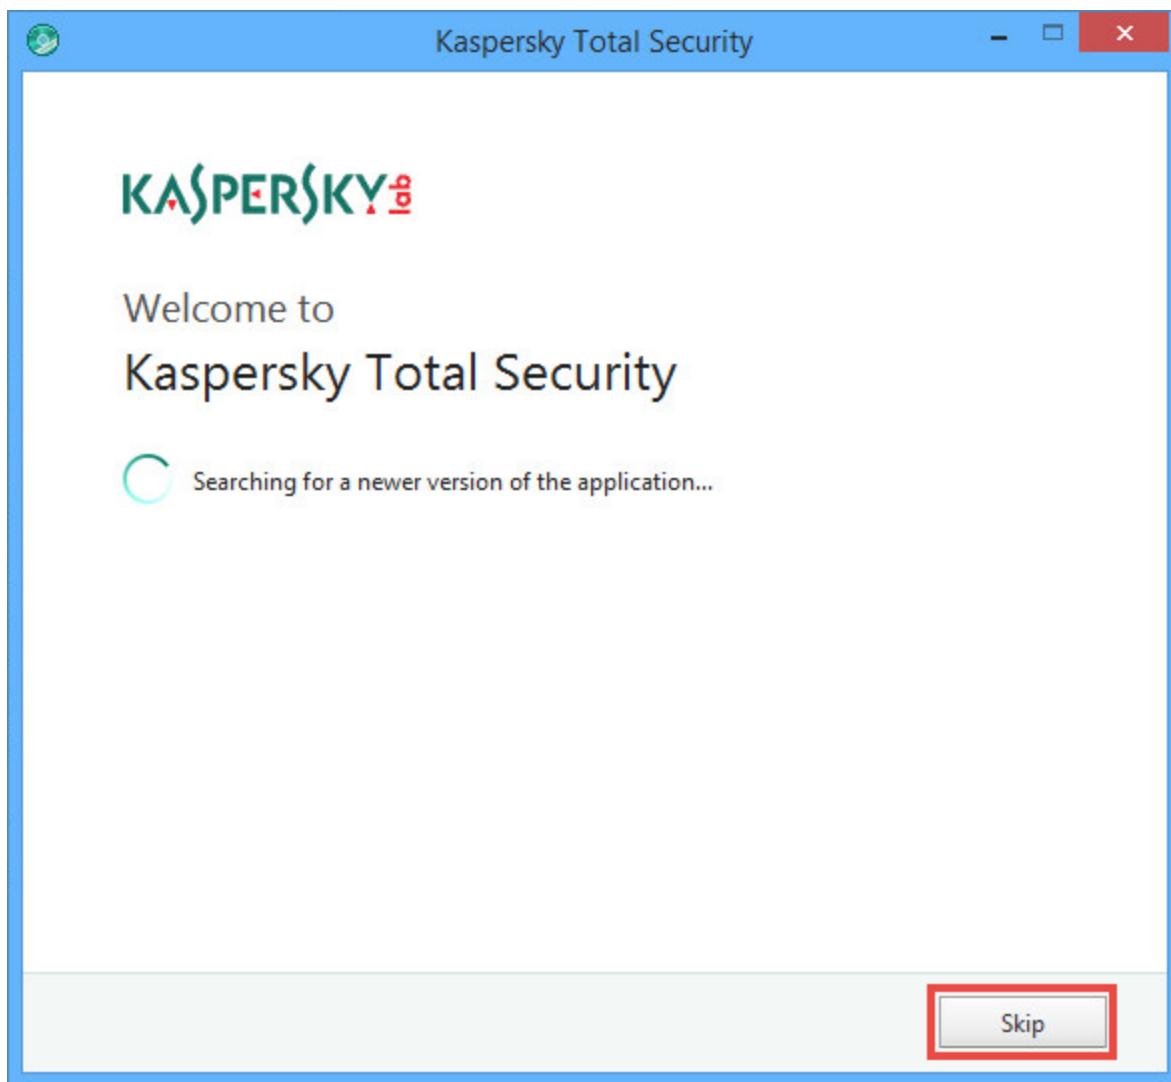 Kaspersky Total Security
KASPERSKY lab
Welcome to
Kaspersky Total Security
Searching for a newer version of the application...
Skip